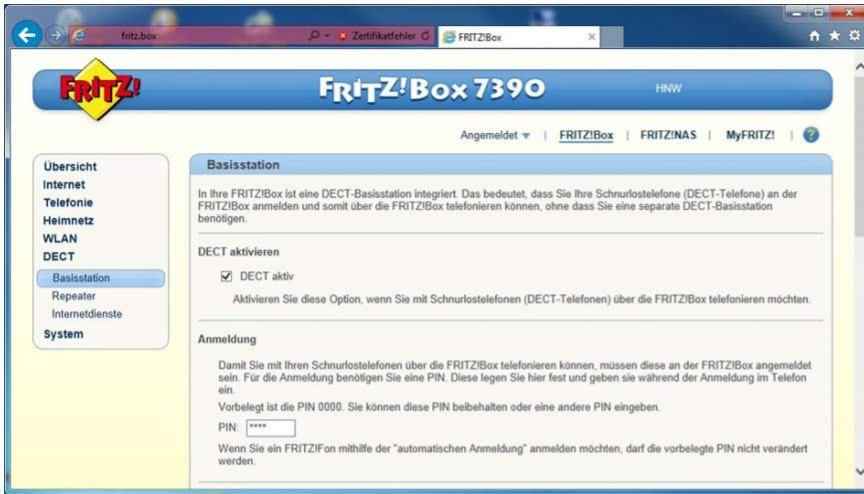 fritz.box
Zertifikatfehler
FRITZ!Box
FRITZ!
FRITZ!Box 7390
HNW
Angemeldet
FRITZ!Box
FRITZ!NAS
MyFRITZ!
Übersicht
Internet
Telefonie
Heimnetz
WLAN
DECT
Basisstation
Repeater
Internetdienste
System
Basisstation
In Ihre FRITZ!Box ist eine DECT-Basisstation integriert. Das bedeutet, dass Sie Ihre Schnurlostelefone (DECT-Telefone) an der
FRITZ!Box anmelden und somit über die FRITZ!Box telefonieren können, ohne dass Sie eine separate DECT-Basisstation
benötigen.
DECT aktivieren
DECT aktiv
Aktivieren Sie diese Option, wenn Sie mit Schnurlostelefonen (DECT-Telefonen) über die FRITZ!Box telefonieren möchten.
Anmeldung
Damit Sie mit Ihren Schnurlostelefonen über die FRITZ!Box telefonieren können, müssen diese an der FRITZ!Box angemeldet
sein. Für die Anmeldung benötigen Sie eine PIN. Diese legen Sie hier fest und geben sie während der Anmeldung im Telefon
ein.
Vorbelegt ist die PIN 0000. Sie können diese PIN beibehalten oder eine andere PIN eingeben.
PIN: ****
Wenn Sie ein FRITZ!Fon mithilfe der "automatischen Anmeldung" anmelden möchten, darf die vorbelegte PIN nicht verändert
werden.